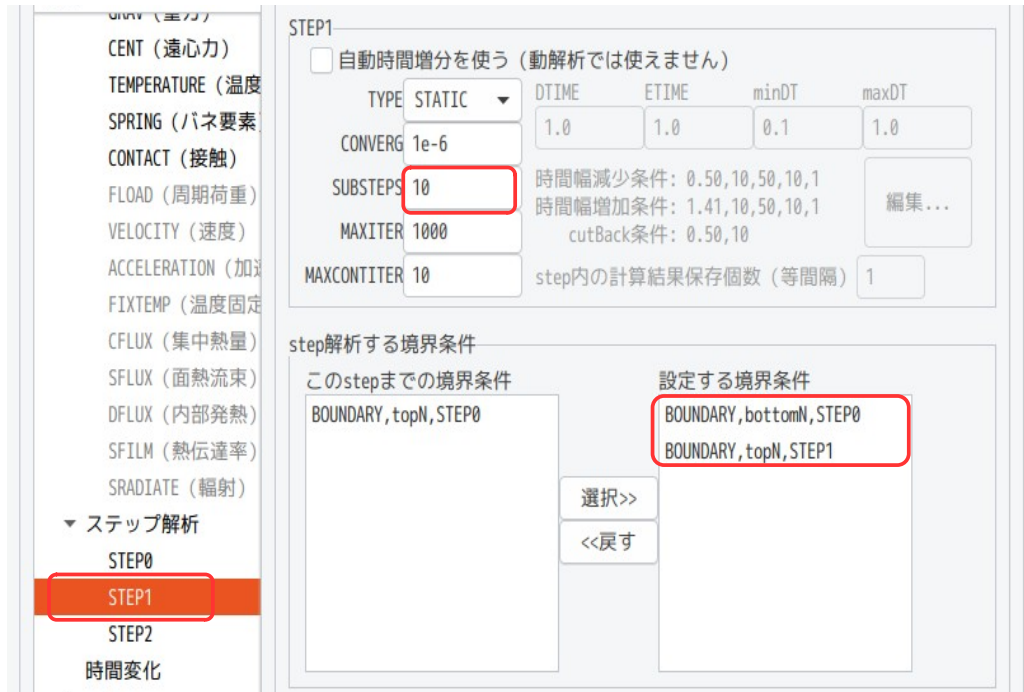 GRAV (重力)
CENT (遠心力)
TEMPERATURE (温度
SPRING (バネ要素
CONTACT (接触)
FLOAD (周期荷重)
VELOCITY (速度)
ACCELERATION (加速
FIXTEMP (温度固定
CFLUX (集中熱量)
SFLUX (面熱流束)
DFLUX (内部発熱)
SFILM (熱伝達率)
SRADIATE (輻射)
ステップ解析
STEP0
STEP1
STEP2
時間変化
STEP1
自動時間増分を使う (動解析では使えません)
TYPE STATIC
CONVERG 1e-6
SUBSTEPS 10
MAXITER 1000
MAXCONTITER 10
DTIME ETIME minDT maxDT
1.0 1.0 0.1 1.0
時間幅減少条件: 0.50,10,50,10,1
時間幅増加条件: 1.41,10,50,10,1
cutBack条件: 0.50,10
編集...
step内の計算結果保存個数 (等間隔) 1
step解析する境界条件
このstepまでの境界条件
BOUNDARY,topN,STEP0
選択>>
<<戻す
設定する境界条件
BOUNDARY,bottomN,STEP0
BOUNDARY,topN,STEP1